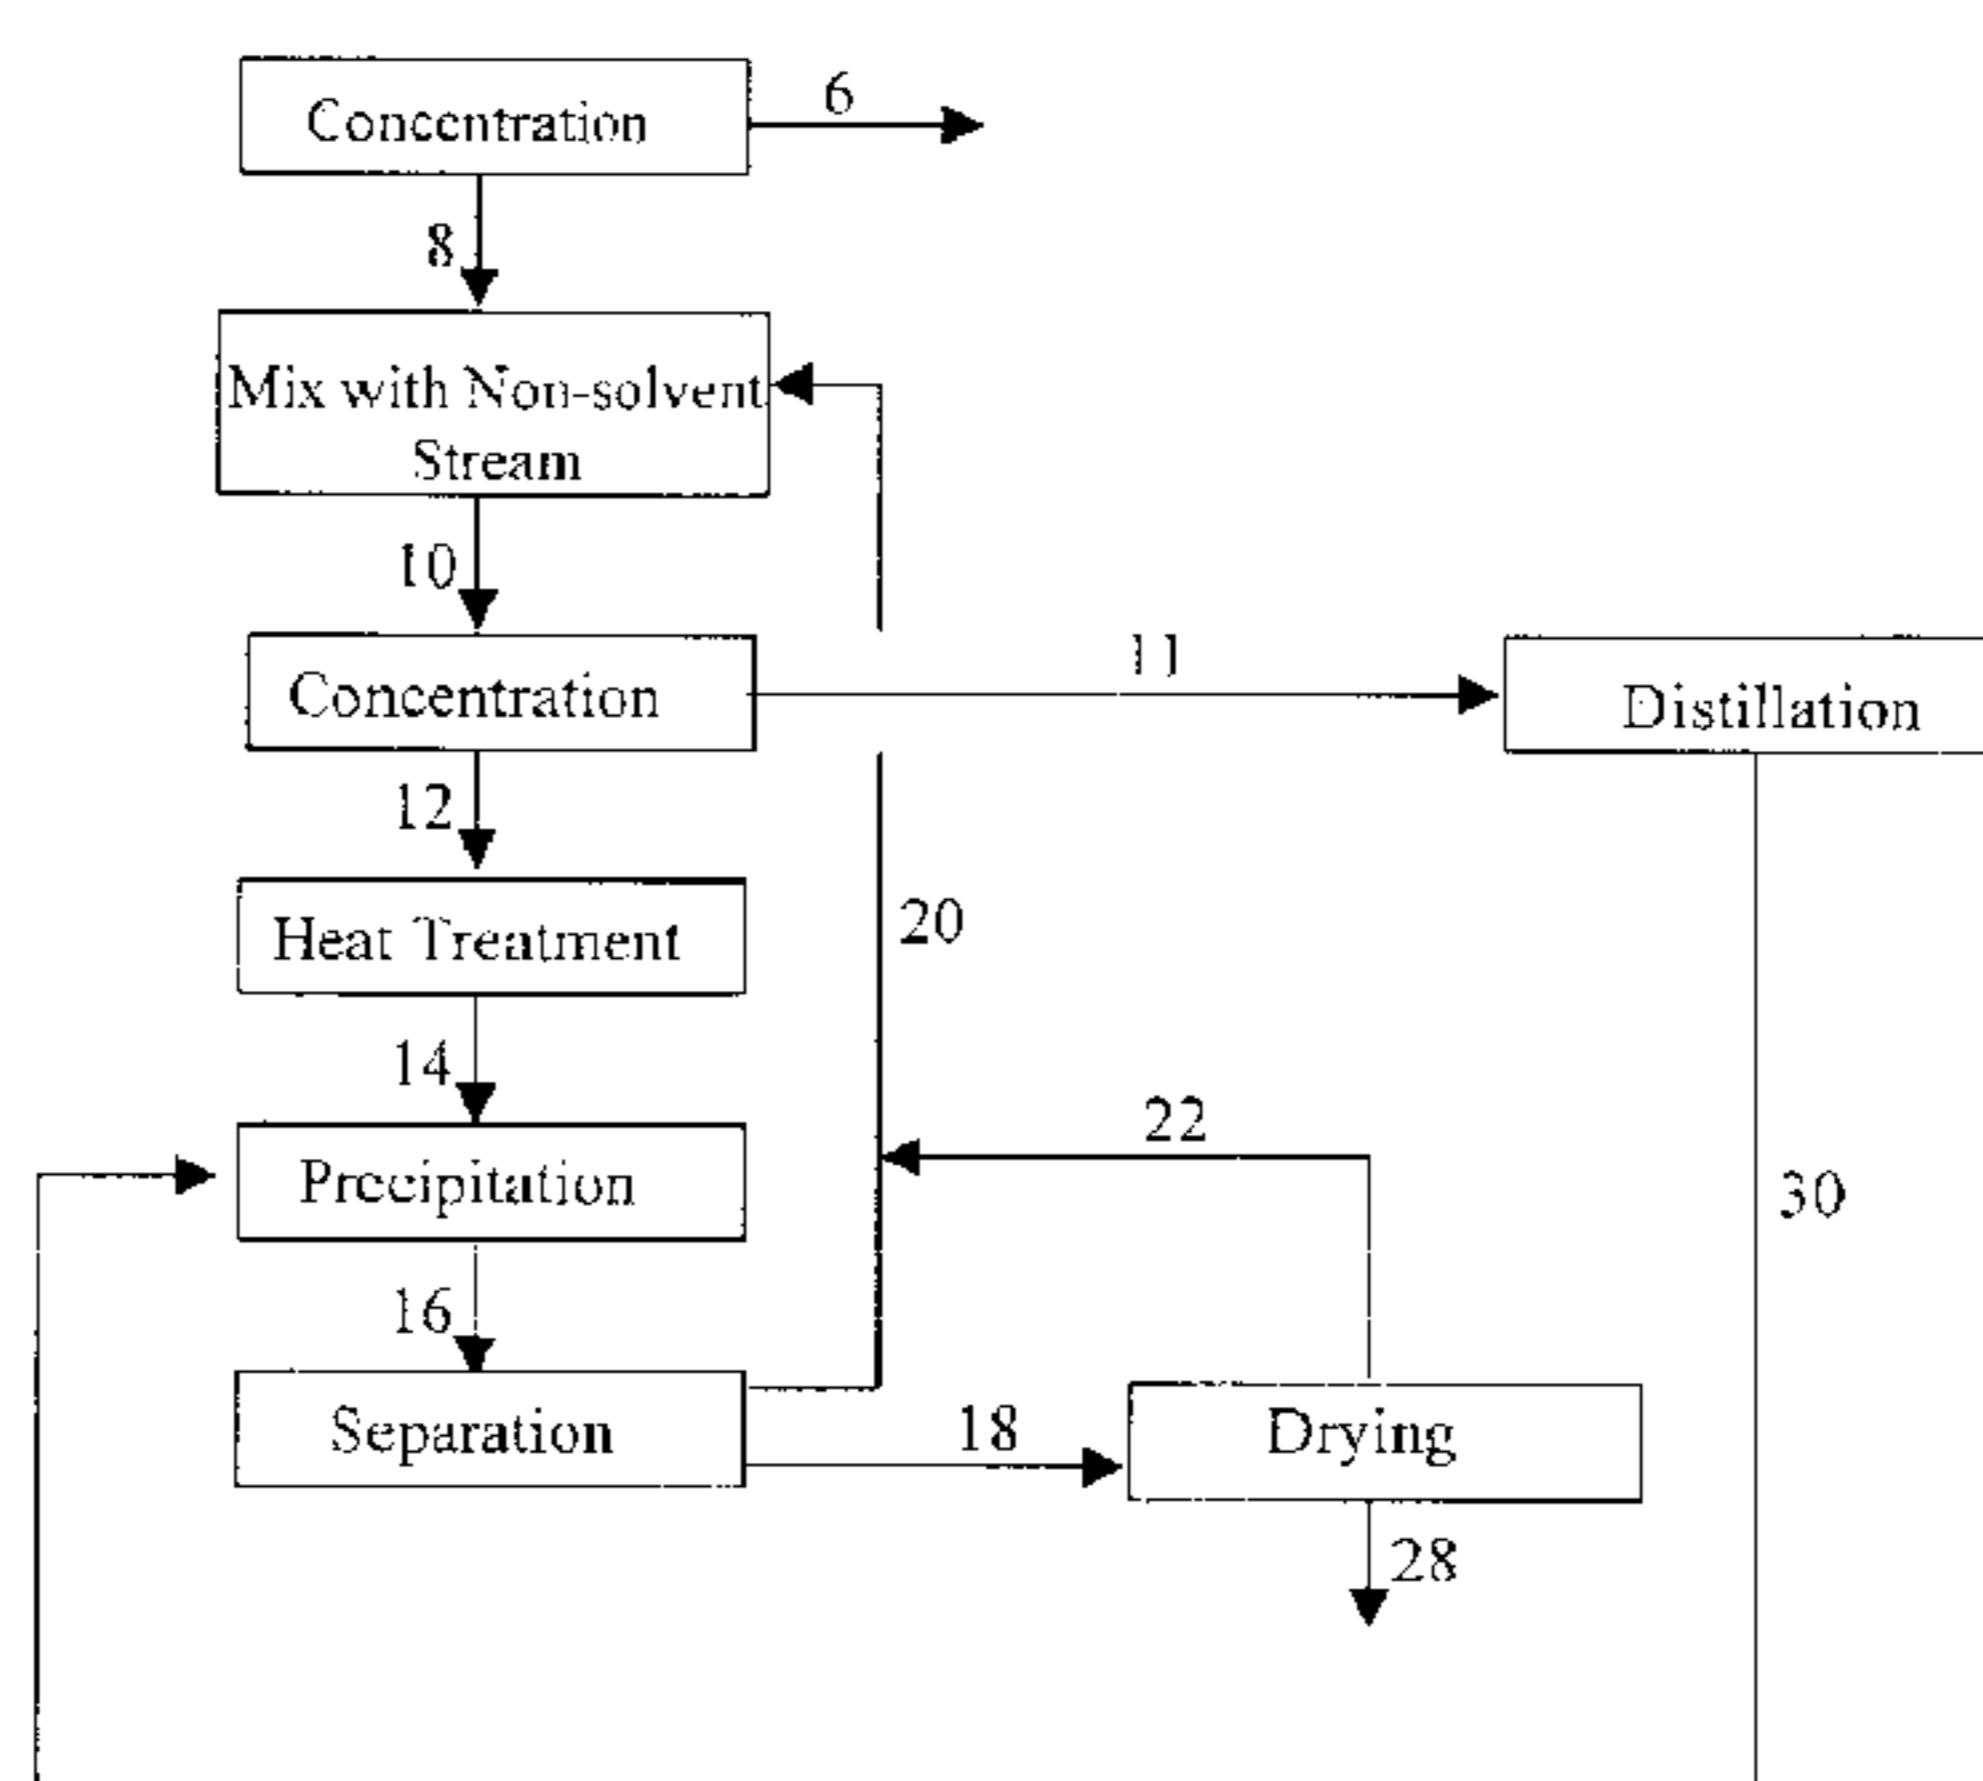 6
Concentration
8
Mix with Non-solvent
Stream
10
11
Concentration
Distillation
12
20
Heat Treatment
14
22
Precipitation
30
16
18
Separation
Drying
28